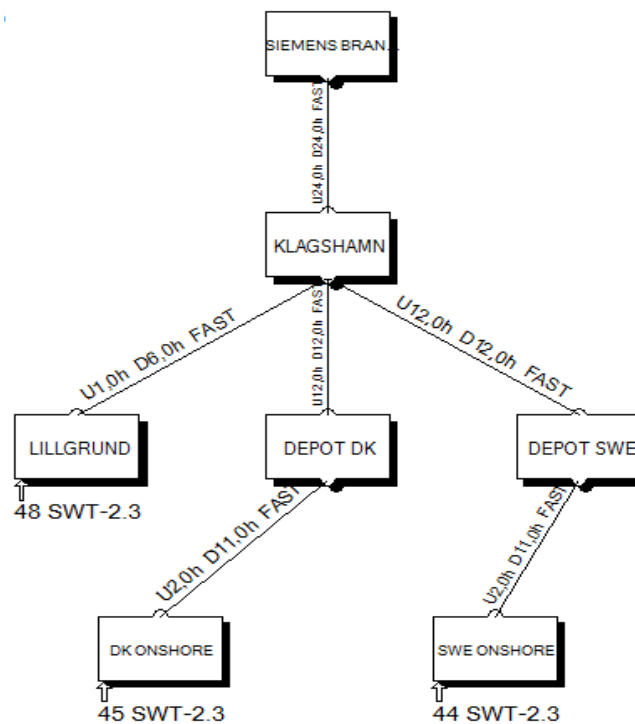 SIEMENS BRAN...
U24,0h D24,0h FAST
KLAGSHAMN
U1,0h D6,0h FAST
U12,0h D12,0h FAST
U12,0h D12,0h FAST
LILLGRUND
DEPOT DK
DEPOT SWE
48 SWT-2.3
U2,0h D11,0h FAST
U2,0h D11,0h FAST
DK ONSHORE
SWE ONSHORE
45 SWT-2.3
44 SWT-2.3